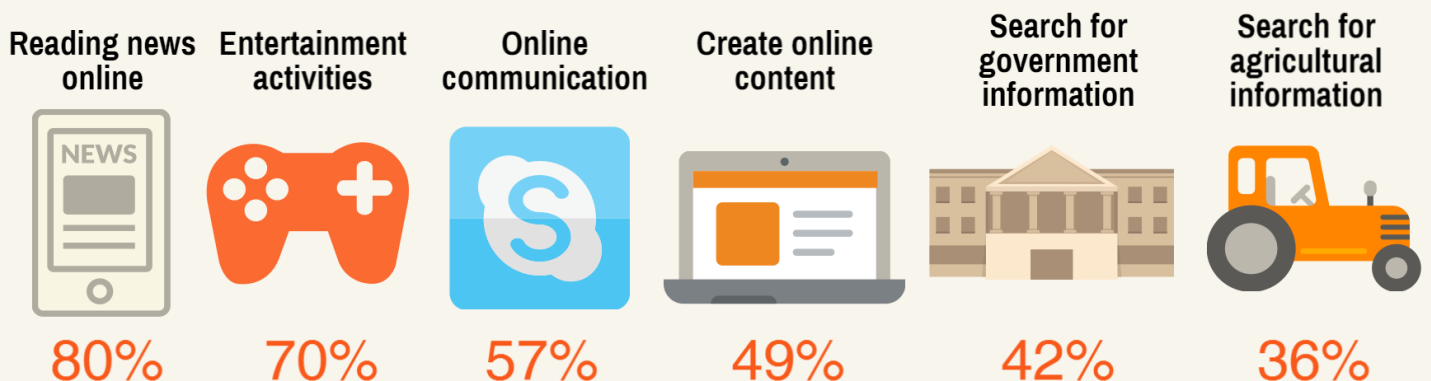 Reading news
online
Entertainment
activities
Online
communication
Create online
content
Search for
government
information
Search for
agricultural
information
NEWS
S
80%
70%
57%
49%
42%
36%